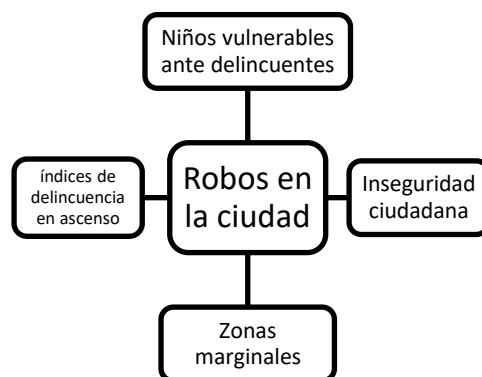 Niños vulnerables
ante delincuentes
índices de
delincuencia
en ascenso
Robos en
la ciudad
Inseguridad
ciudadana
Zonas
marginales